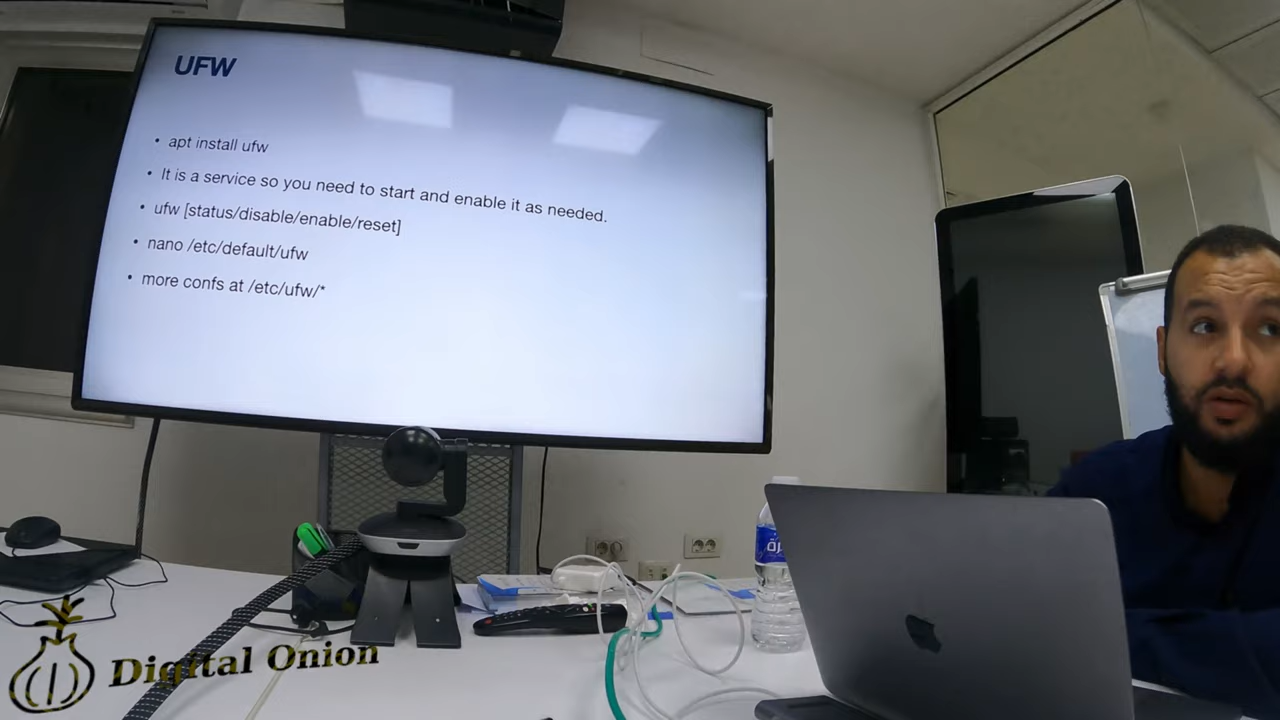 UFW
• apt install ufw
• It is a service so you need to start and enable it as needed.
• ufw [status/disable/enable/reset]
• nano /etc/default/ufw
• more confs at /etc/ufw/*
Digital Onion